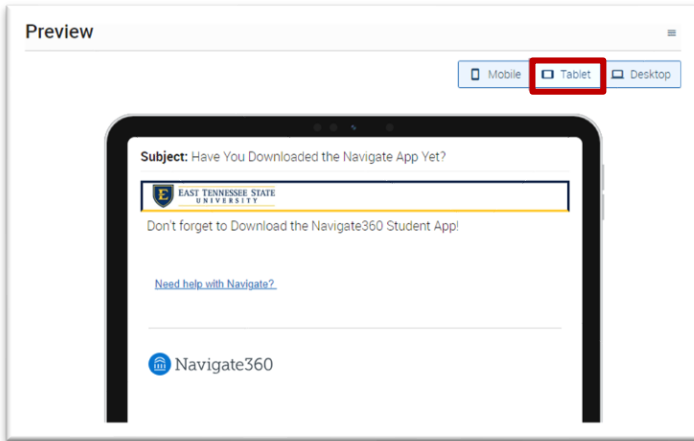 Preview
Mobile Tablet Desktop
Subject: Have You Downloaded the Navigate App Yet?
E EAST TENNESSEE STATE
UNIVERSITY
Don't forget to Download the Navigate360 Student App!
Need help with Navigate?
Navigate360